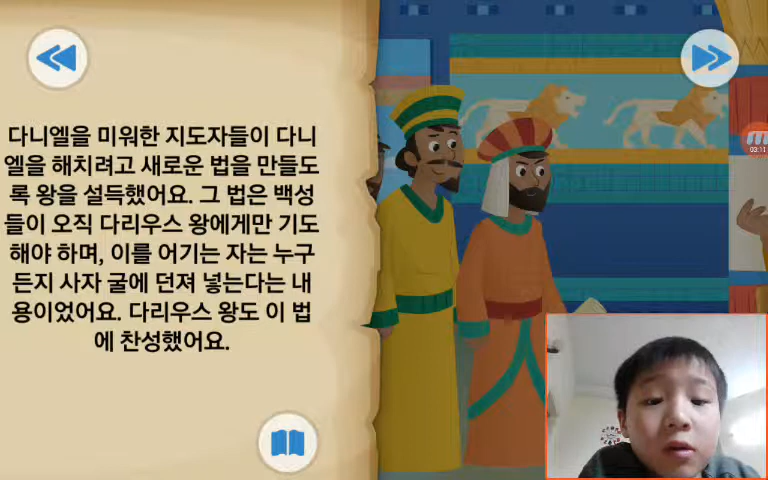 다니엘을 미워한 지도자들이 다니
엘을 해치려고 새로운 법을 만들도
록 왕을 설득했어요. 그 법은 백성
들이 오직 다리우스 왕에게만 기도
해야 하며, 이를 어기는 자는 누구
든지 사자 굴에 던져 넣는다는 내
용이었어요. 다리우스 왕도 이 법
에 찬성했어요.
03:11